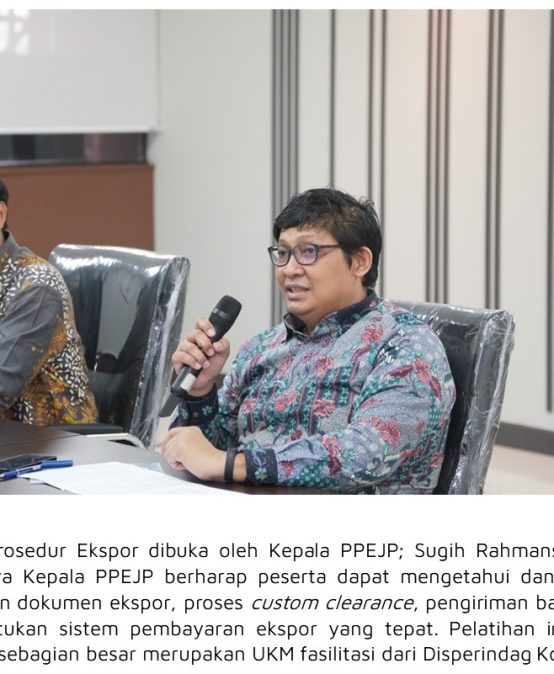 rosedur Ekspor dibuka oleh Kepala PPEJP; Sugih Rahmans
a Kepala PPEJP berharap peserta dapat mengetahui dan
n dokumen ekspor, proses custom clearance, pengiriman ba
tukan sistem pembayaran ekspor yang tepat. Pelatihan i
sebagian besar merupakan UKM fasilitasi dari Disperindag Ko